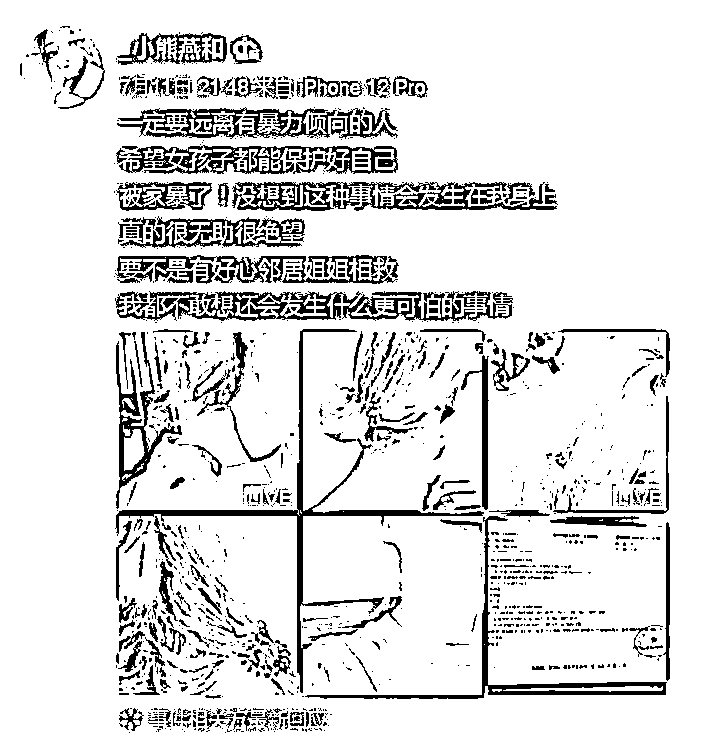 _小熊燕和
7月11日 21:48 来自 iPhone 12 Pro
一定要远离有暴力倾向的人
希望女孩子都能保护好自己
被家暴了！没想到这种事情会发生在我身上
真的很无助很绝望
要不是有好心邻居姐姐相救
我都不敢想还会发生什么更可怕的事情
LIVE
LIVE
事件相关方最新回应